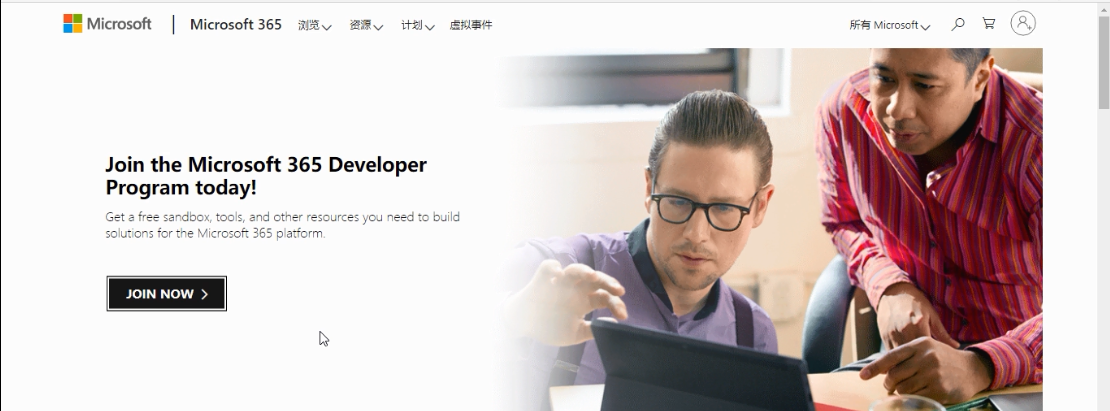 Microsoft Microsoft 365 浏览 资源 计划 虚拟事件 所有 Microsoft
Join the Microsoft 365 Developer
Program today!
Get a free sandbox, tools, and other resources you need to build
solutions for the Microsoft 365 platform.
JOIN NOW